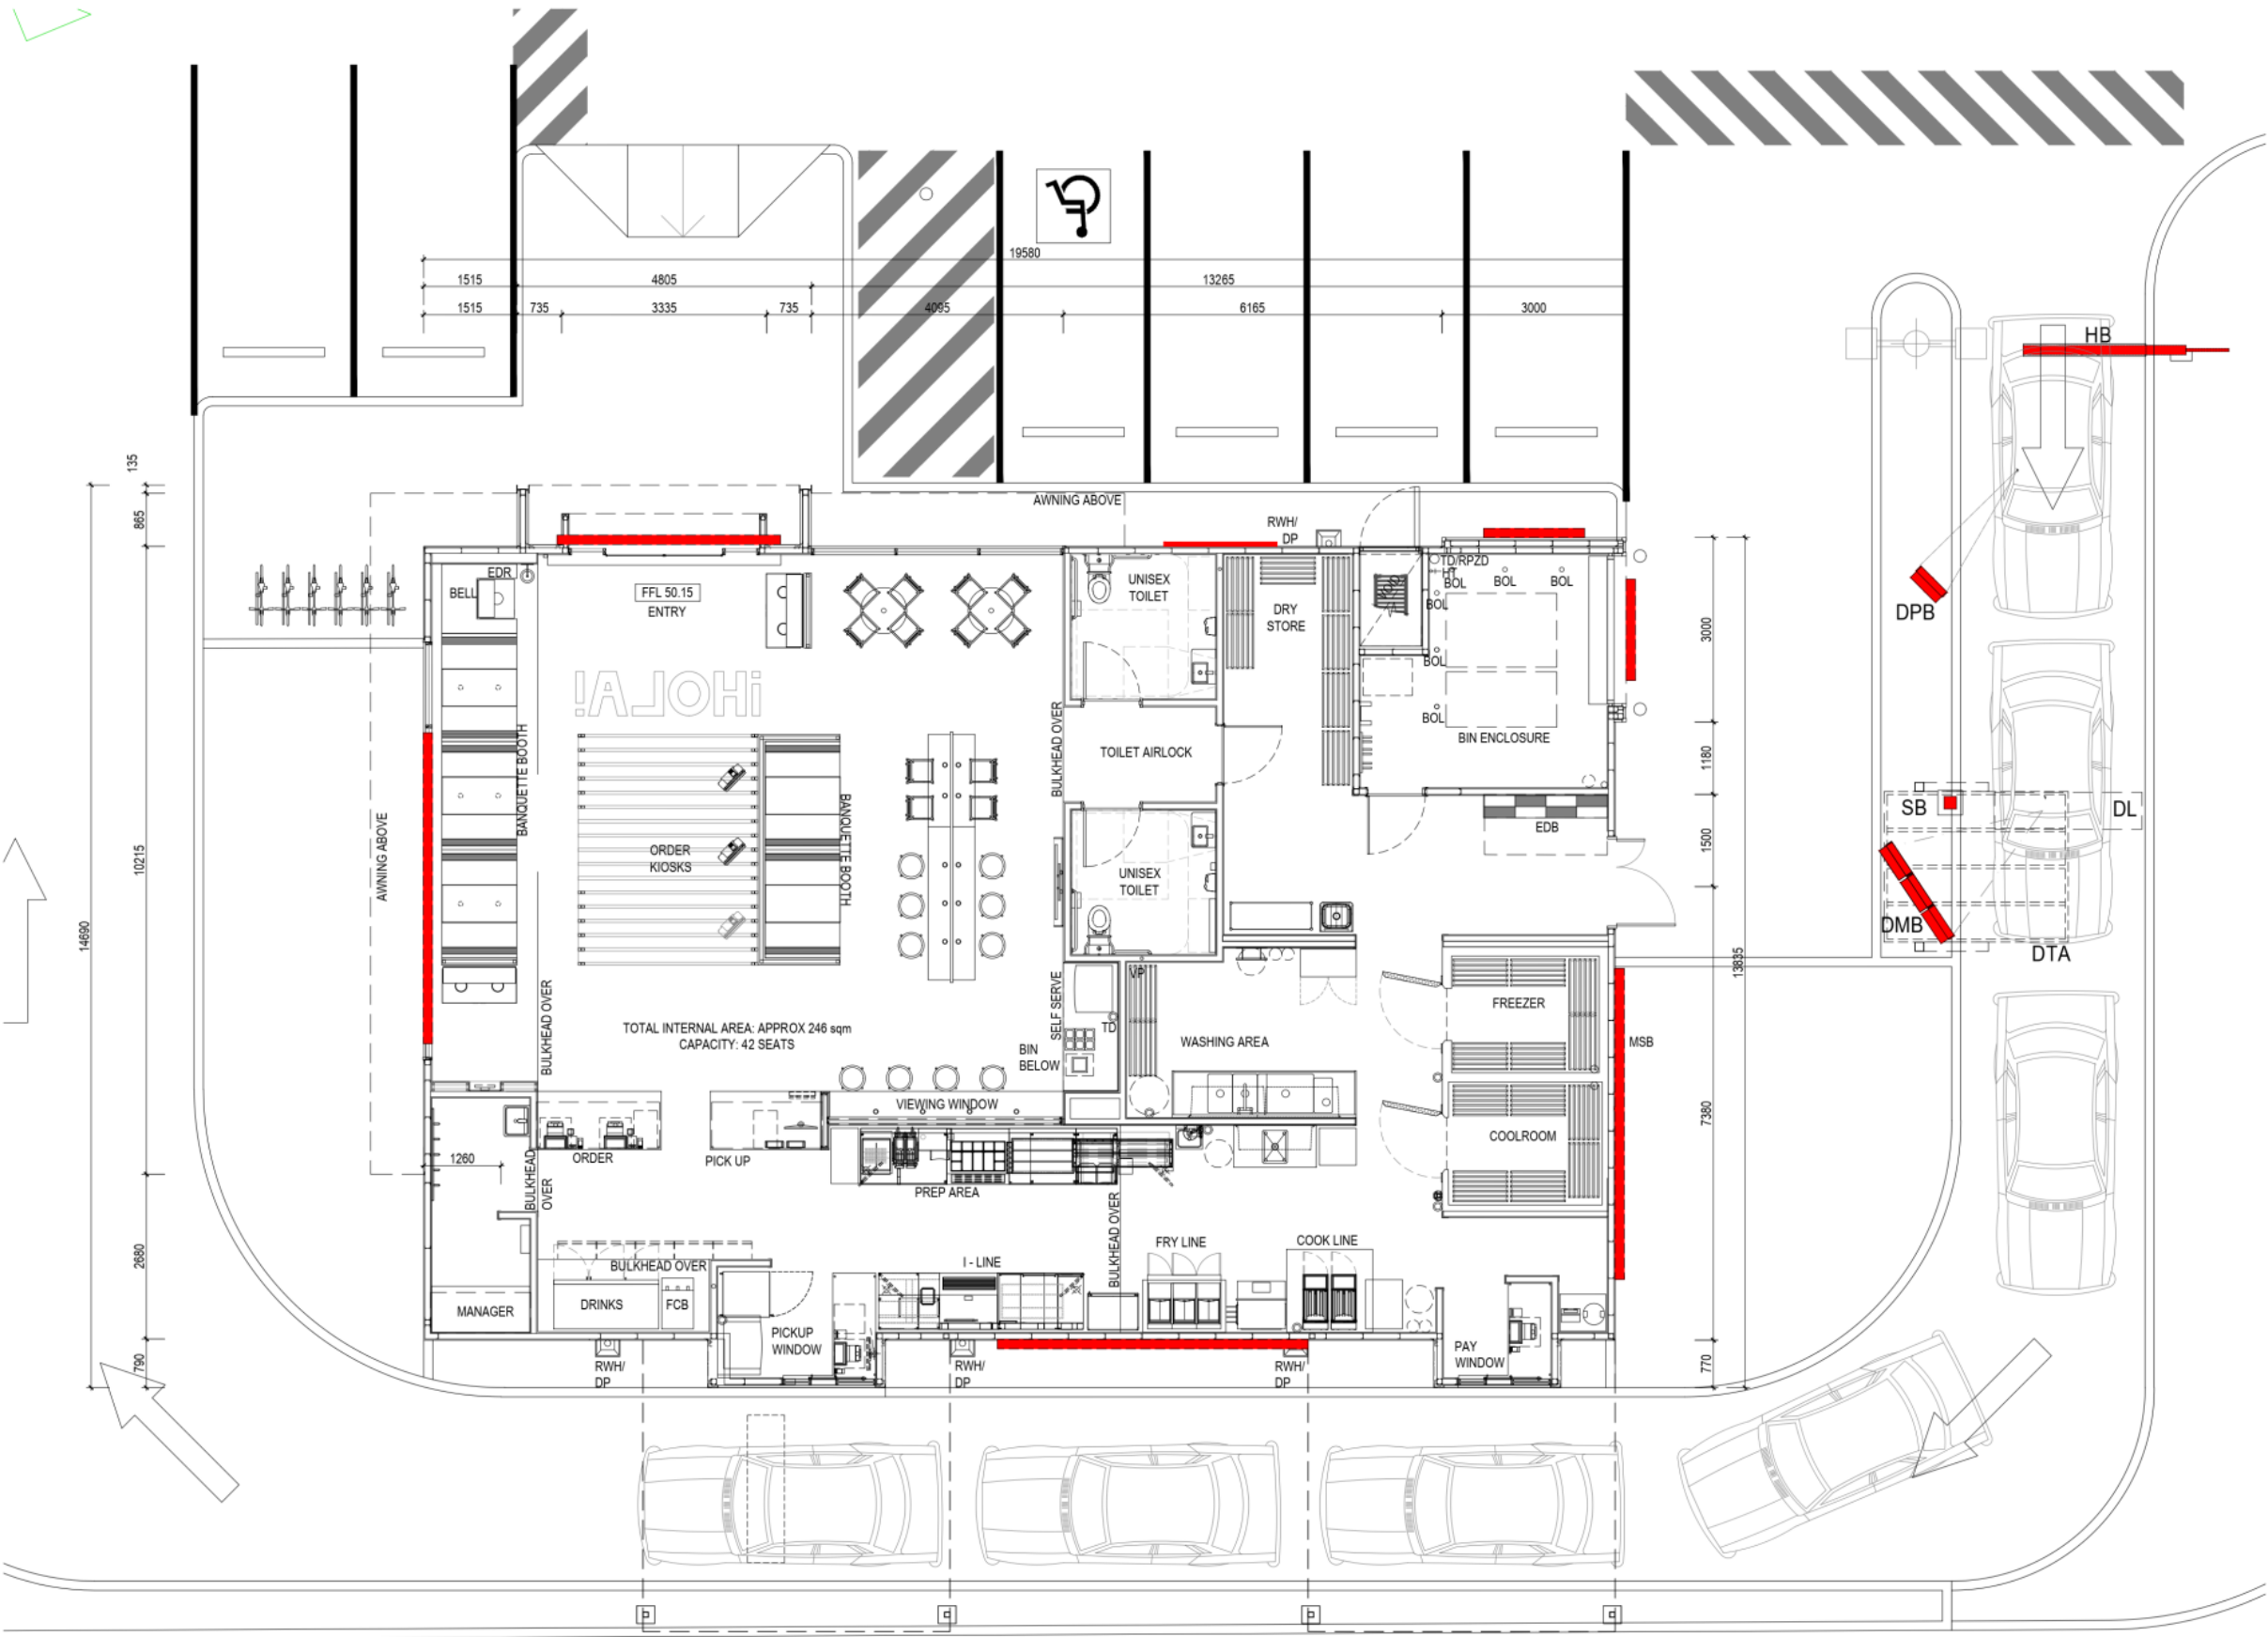 19580
1515
4805
13265
1515
735
3335
735
4095
6165
3000
HB
135
865
10215
14690
2680
790
AWNING ABOVE
RWH/
DP
TD/RPZD
HT
BOL
BOL
BOL
BOL
BOL
BOL
BIN ENCLOSURE
EDR
BELL
FFL 50.15
ENTRY
UNISEX
TOILET
DRY
STORE
DPB
3000
1180
1500
13835
7380
770
¡HOLA!
BANQUETTE BOOTH
BULKHEAD OVER
TOILET AIRLOCK
AWNING ABOVE
ORDER
KIOSKS
BANQUETTE BOOTH
UNISEX
TOILET
EDB
SB
DL
DMB
DTA
BULKHEAD OVER
SELF SERVE
VP
TD
FREEZER
TOTAL INTERNAL AREA: APPROX 246 sqm
CAPACITY: 42 SEATS
BIN
BELOW
WASHING AREA
MSB
VIEWING WINDOW
COOLROOM
1260
ORDER
PICK UP
BULKHEAD
OVER
PREP AREA
BULKHEAD OVER
FRY LINE
COOK LINE
I - LINE
BULKHEAD OVER
MANAGER
DRINKS
FCB
PICKUP
WINDOW
PAY
WINDOW
RWH/
DP
RWH/
DP
RWH/
DP